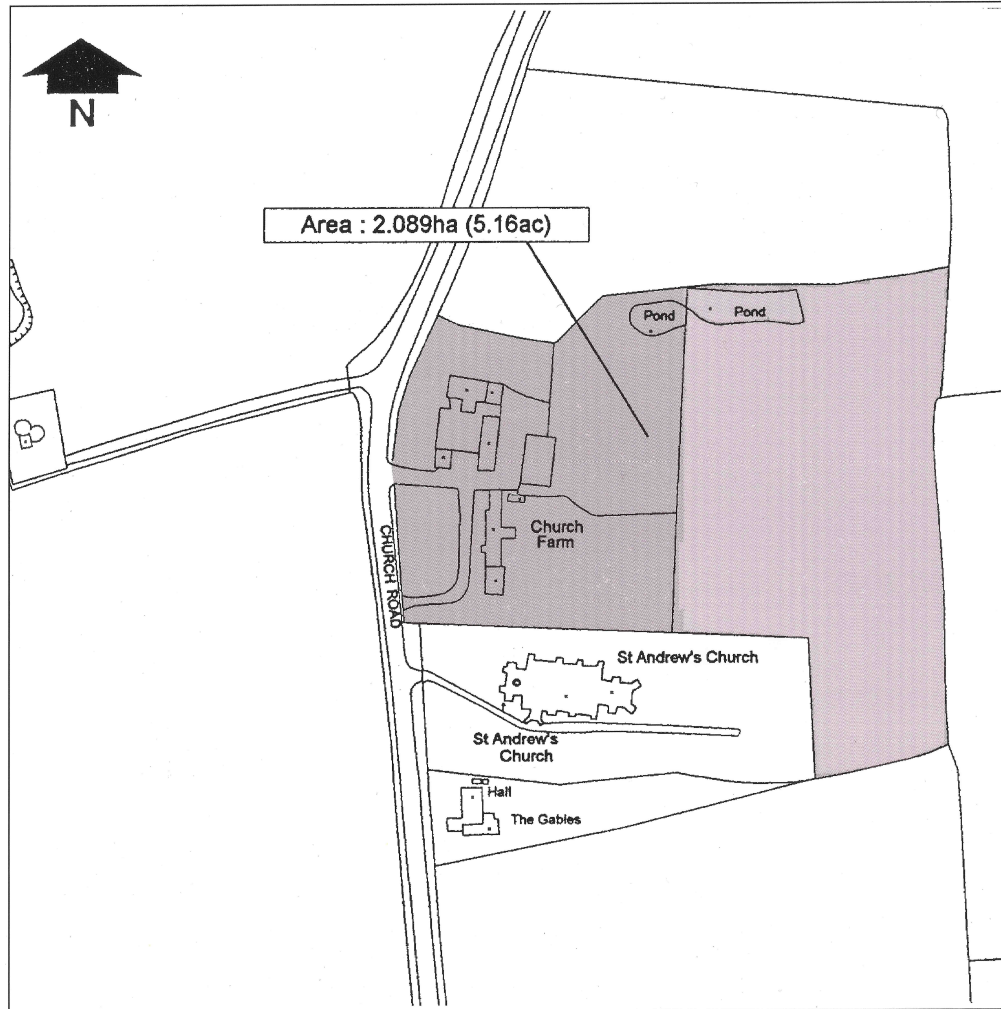 N
Area : 2.089ha (5.16ac)
Pond
Pond
Church
Farm
CHURCH ROAD
St Andrew's Church
St Andrew's
Church
Hall
The Gables